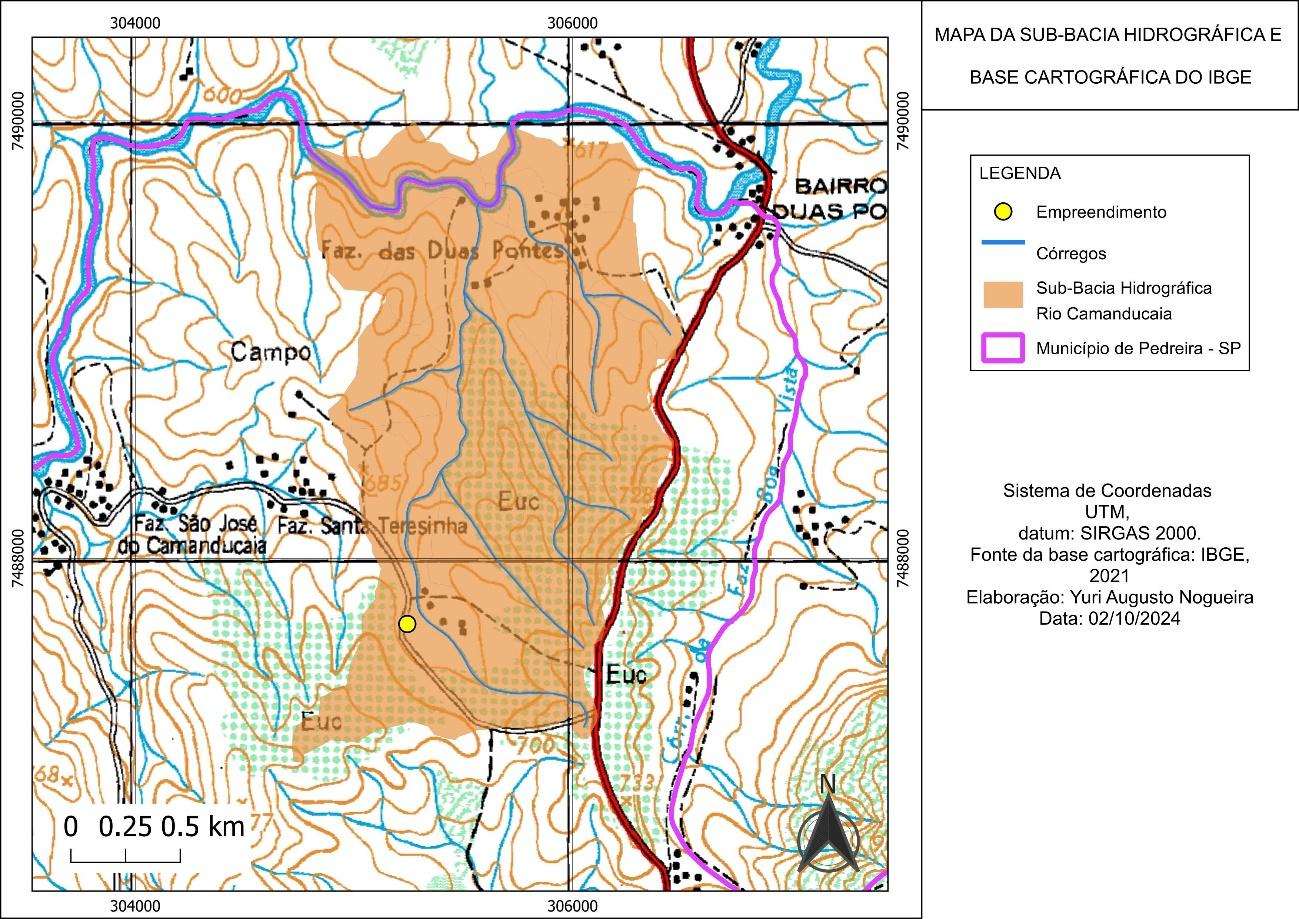 304000
306000
MAPA DA SUB-BACIA HIDROGRÁFICA E
BASE CARTOGRÁFICA DO IBGE
7490000
7490000
600
617
BAIRRO
DUAS PO
Faz. das Duas Pontes
Campo
Vista
Boa
Faz.
da
Córr.
685
Euc
728
Faz. São José
do Camanducaia
Faz. Santa Teresinha
7488000
7488000
Euc
Euc
700
733
68
77
0 0.25 0.5 km
N
304000
306000
LEGENDA
Empreendimento
Córregos
Sub-Bacia Hidrográfica
Rio Camanducaia
Município de Pedreira - SP
Sistema de Coordenadas
UTM,
datum: SIRGAS 2000.
Fonte da base cartográfica: IBGE,
2021
Elaboração: Yuri Augusto Nogueira
Data: 02/10/2024